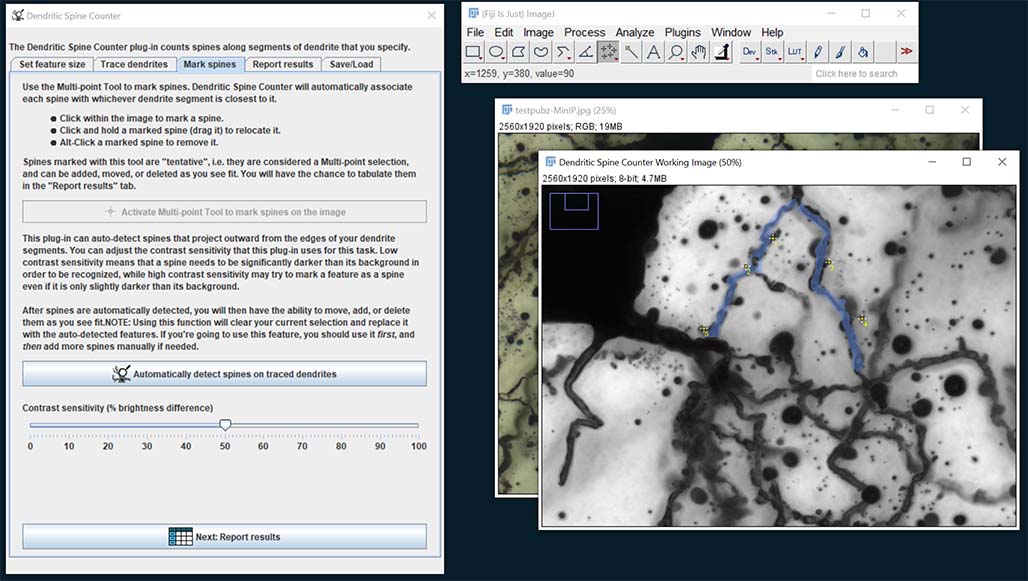 Dendritic Spine Counter
The Dendritic Spine Counter plug-in counts spines along segments of dendrite that you specify.
Set feature size Trace dendrites Mark spines Report results Save/Load
Use the Multi-point Tool to mark spines. Dendritic Spine Counter will automatically associate
each spine with whichever dendrite segment is closest to it.
● Click within the image to mark a spine.
● Click and hold a marked spine (drag it) to relocate it.
● Alt-Click a marked spine to remove it.
Spines marked with this tool are "tentative", i.e. they are considered a Multi-point selection,
and can be added, moved, or deleted as you see fit. You will have the chance to tabulate them
in the "Report results" tab.
Activate Multi-point Tool to mark spines on the image
This plug-in can auto-detect spines that project outward from the edges of your dendrite
segments. You can adjust the contrast sensitivity that this plug-in uses for this task. Low
contrast sensitivity means that a spine needs to be significantly darker than its background in
order to be recognized, while high contrast sensitivity may try to mark a feature as a spine
even if it is only slightly darker than its background.
After spines are automatically detected, you will then have the ability to move, add, or delete
them as you see fit.NOTE: Using this function will clear your current selection and replace it
with the auto-detected features. If you're going to use this feature, you should use it first, and
then add more spines manually if needed.
Automatically detect spines on traced dendrites
Contrast sensitivity (% brightness difference)
0 10 20 30 40 50 60 70 80 90 100
Next: Report results
(Fiji Is Just) ImageJ
File Edit Image Process Analyze Plugins Window Help
A Dev Stk LUT >>
x=1259, y=380, value=90
Click here to search
testpubz-MinIP.jpg (25%)
2560x1920 pixels; RGB; 19MB
Dendritic Spine Counter Working Image (50%)
2560x1920 pixels; 8-bit; 4.7MB